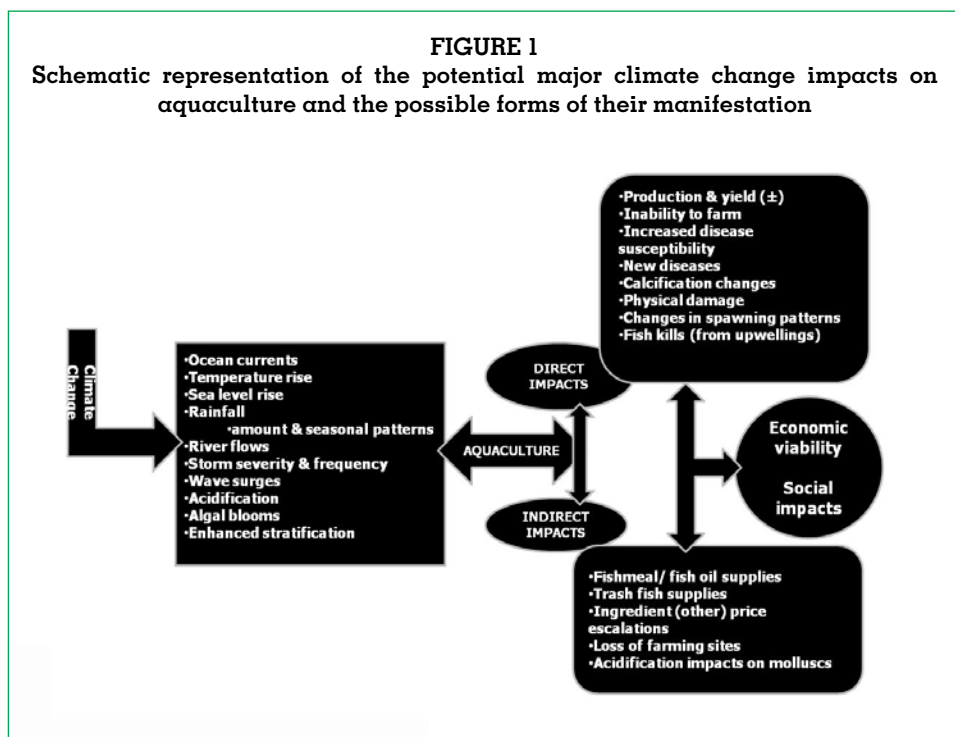 FIGURE 1
Schematic representation of the potential major climate change impacts on
aquaculture and the possible forms of their manifestation
Climate
Change
•Ocean currents
•Temperature rise
•Sea level rise
•Rainfall
•amount & seasonal patterns
•River flows
•Storm severity & frequency
•Wave surges
•Acidification
•Algal blooms
•Enhanced stratification
AQUACULTURE
DIRECT
IMPACTS
•Production & yield (±)
•Inability to farm
•Increased disease
susceptibility
•New diseases
•Calcification changes
•Physical damage
•Changes in spawning patterns
•Fish kills (from upwellings)
Economic
viability
Social
impacts
INDIRECT
IMPACTS
•Fishmeal/ fish oil supplies
•Trash fish supplies
•Ingredient (other) price
escalations
•Loss of farming sites
•Acidification impacts on molluscs